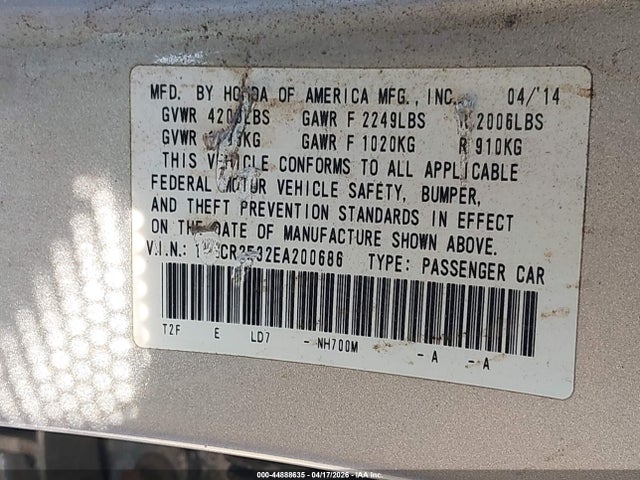 MFD. BY HONDA OF AMERICA MFG., INC. 04/'14
GVWR LBS GAWR F 2249LBS 2006LBS
GVWR KG GAWR F 1020KG R 910KG
THIS VEHICLE CONFORMS TO ALL APPLICABLE
FEDERAL MOTOR VEHICLE SAFETY, BUMPER,
AND THEFT PREVENTION STANDARDS IN EFFECT
ON THE DATE OF MANUFACTURE SHOWN ABOVE.
V.I.N.: TYPE: PASSENGER CAR
T2F E LD7 - NH700M - A - A
000-44888635 - 04/17/2026 - IAA Inc.